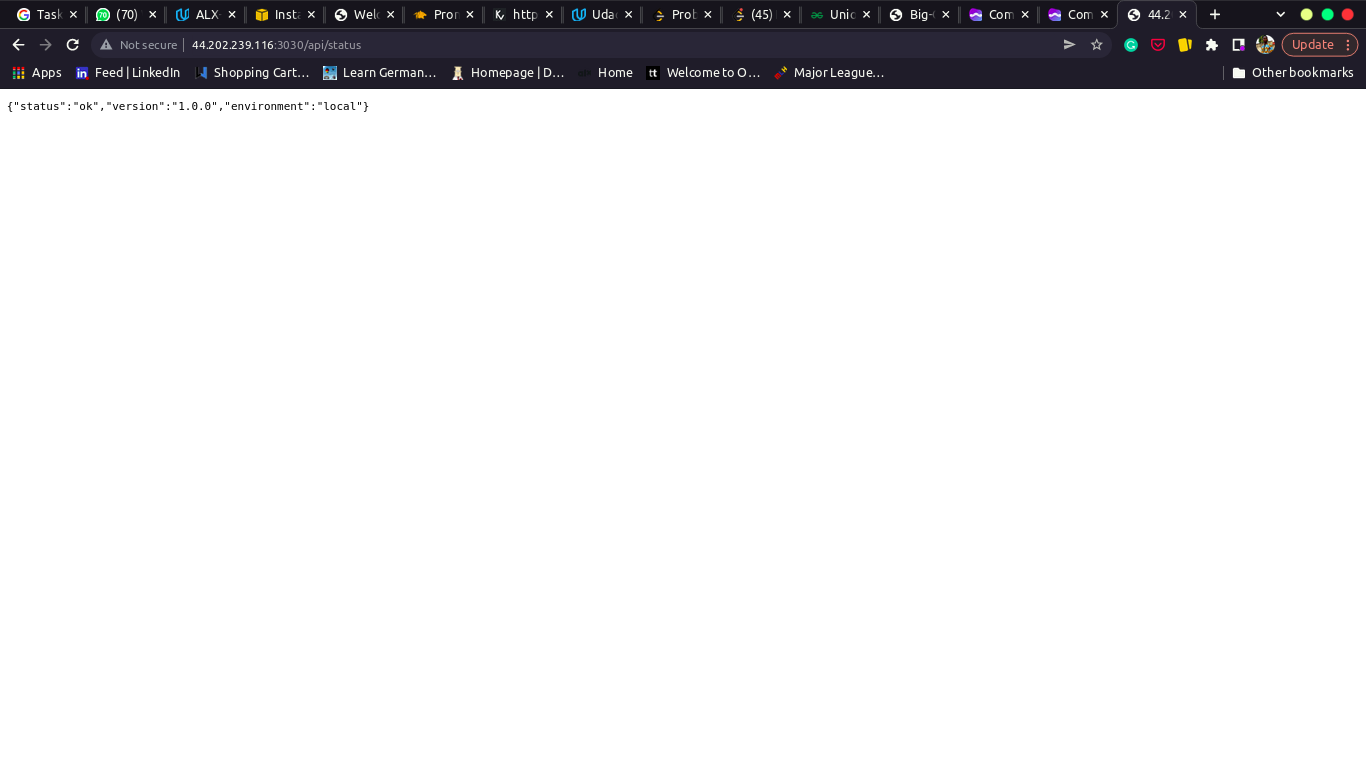 Task (70) ALX- Insta Welc Pron http Udac Prob (45) Unio Big- Com Com 44.2
Not secure 44.202.239.116:3030/api/status Update
Apps Feed | LinkedIn Shopping Cart… Learn German… Homepage | D… Home tt Welcome to O… Major League… Other bookmarks
{"status":"ok","version":"1.0.0","environment":"local"}